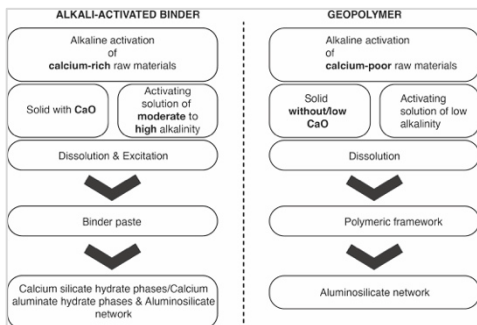 ALKALI-ACTIVATED BINDER
Alkaline activation
of
calcium-rich raw materials
Solid with CaO
Activating
solution of
moderate to
high alkalinity
Dissolution & Excitation
Binder paste
Calcium silicate hydrate phases/Calcium
aluminate hydrate phases & Aluminosilicate
network
GEOPOLYMER
Alkaline activation
of
calcium-poor raw materials
Solid
without/low
CaO
Activating
solution of low
alkalinity
Dissolution
Polymeric framework
Aluminosilicate network